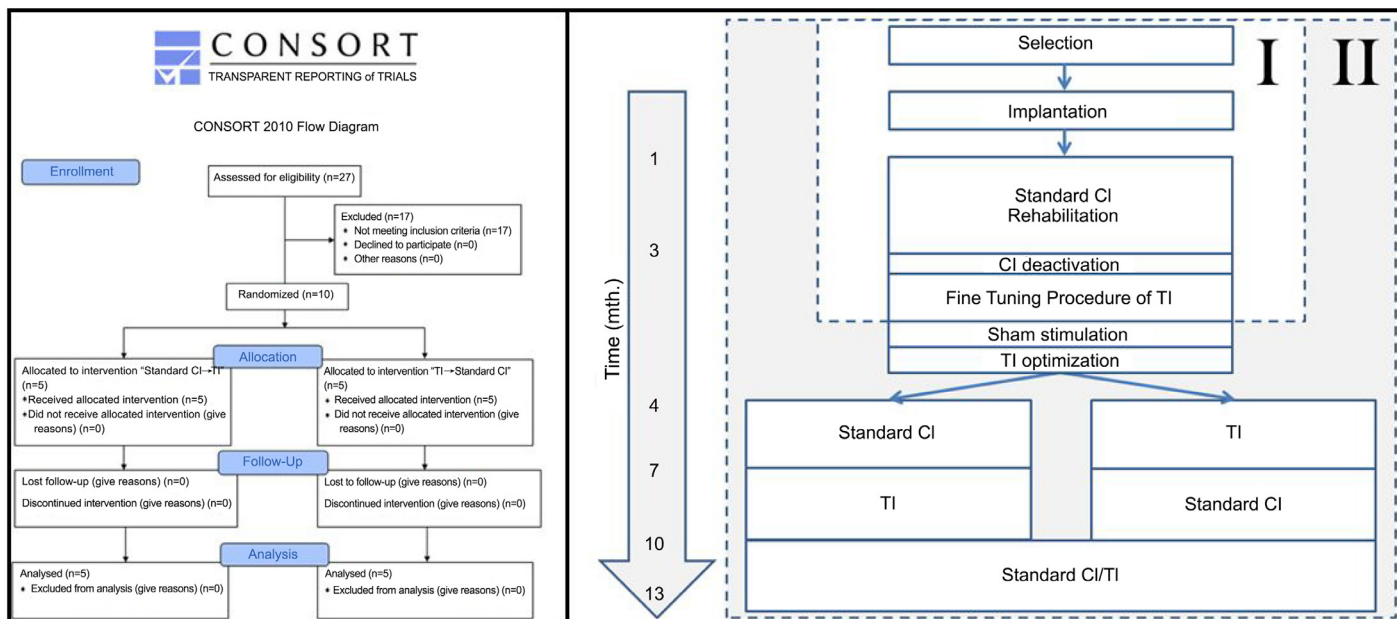 CONSORT
TRANSPARENT REPORTING of TRIALS
CONSORT 2010 Flow Diagram
Enrollment
Assessed for eligibility (n=27)
Excluded (n=17)
* Not meeting inclusion criteria (n=17)
* Declined to participate (n=0)
* Other reasons (n=0)
Randomized (n=10)
Allocation
Allocated to intervention “Standard CI→TI”
(n=5)
*Received allocated intervention (n=5)
*Did not receive allocated intervention (give
reasons) (n=0)
Allocated to intervention “TI→Standard CI”
(n=5)
* Received allocated intervention (n=5)
* Did not receive allocated intervention (give
reasons) (n=0)
Follow-Up
Lost follow-up (give reasons) (n=0)
Discontinued intervention (give reasons) (n=0)
Lost to follow-up (give reasons) (n=0)
Discontinued intervention (give reasons) (n=0)
Analysis
Analysed (n=5)
* Excluded from analysis (give reasons) (n=0)
Analysed (n=5)
* Excluded from analysis (give reasons) (n=0)
I II
Time (mth.)
1
3
4
7
10
13
Selection
Implantation
Standard CI
Rehabilitation
CI deactivation
Fine Tuning Procedure of TI
Sham stimulation
TI optimization
Standard CI
TI
TI
Standard CI
Standard CI/TI